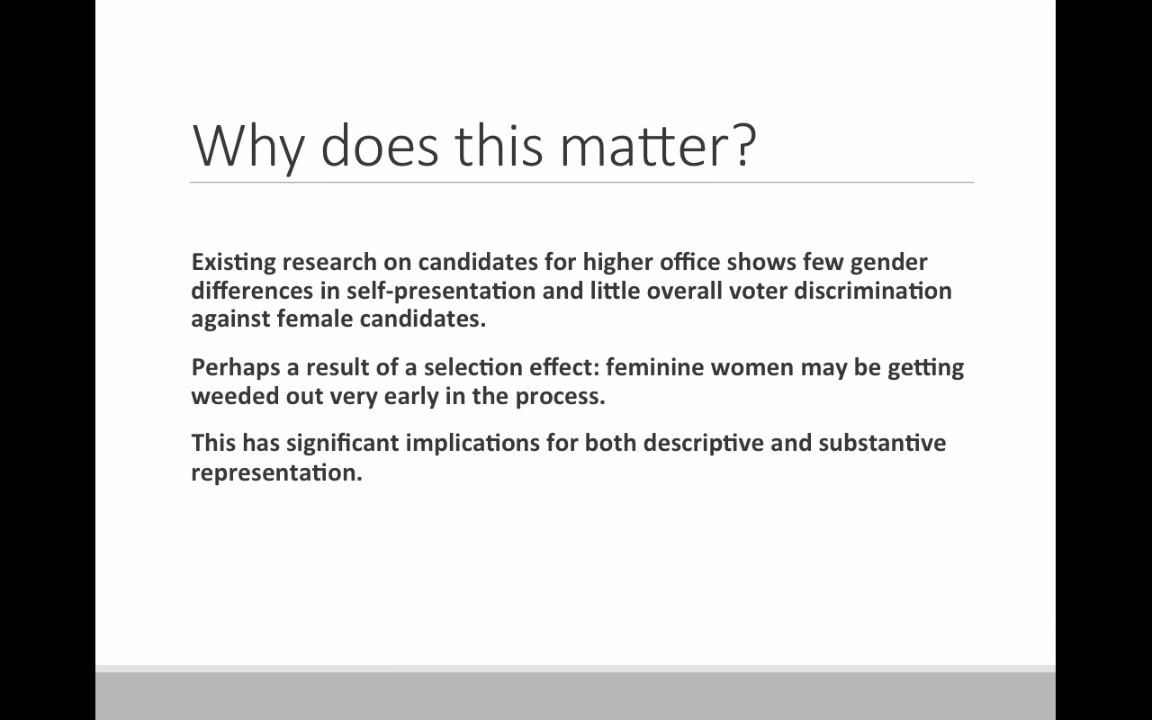 Why does this matter?
Existing research on candidates for higher office shows few gender
differences in self-presentation and little overall voter discrimination
against female candidates.
Perhaps a result of a selection effect: feminine women may be getting
weeded out very early in the process.
This has significant implications for both descriptive and substantive
representation.